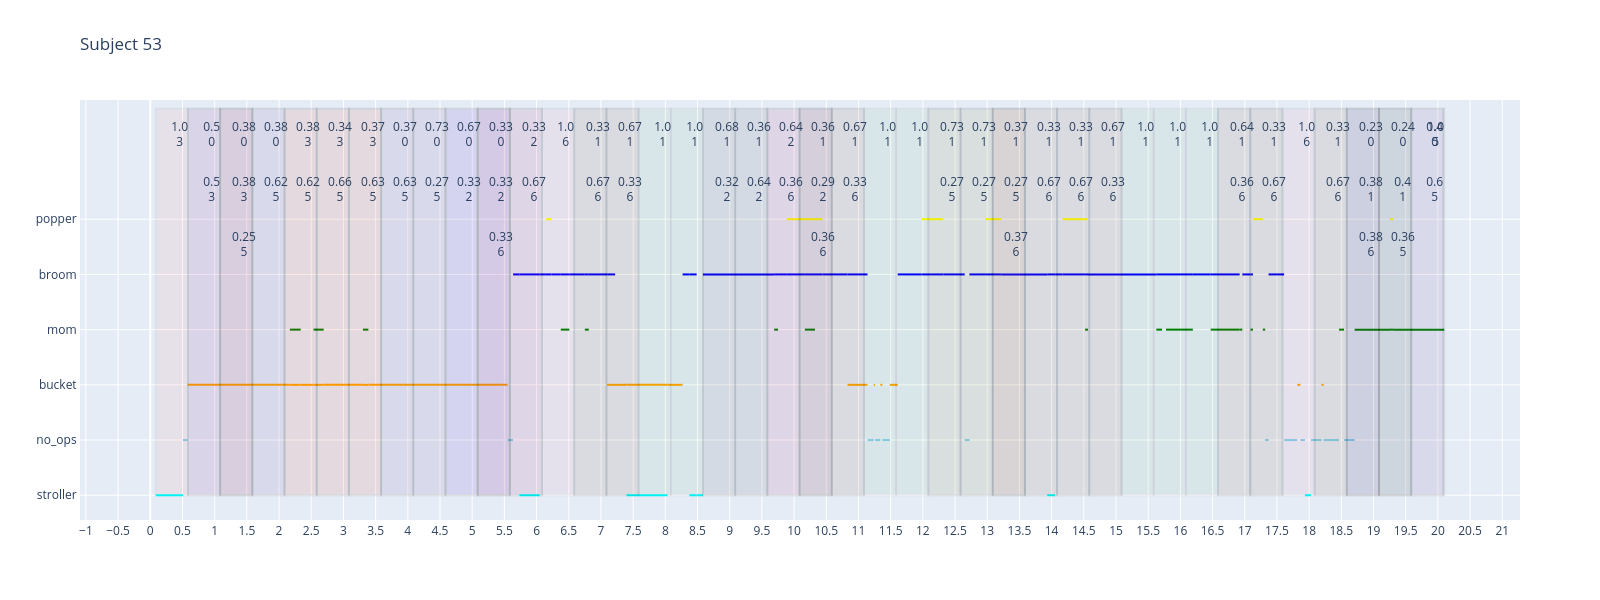 Subject 53
1.0 0.5 0.38 0.38 0.38 0.34 0.37 0.37 0.73 0.67 0.33 0.33 1.0 0.33 0.67 1.0 1.0 0.68 0.36 0.64 0.36 0.67 1.0 1.0 0.73 0.73 0.37 0.33 0.33 0.67 1.0 1.0 1.0 0.64 0.33 1.0 0.33 0.23 0.24
3 0 0 0 3 3 3 0 0 0 0 2 6 1 1 1 1 1 1 2 1 1 1 1 1 1 1 1 1 1 1 1 1 1 1 6 1 0 0
0.5 0.38 0.62 0.62 0.66 0.63 0.63 0.27 0.33 0.33 0.67 0.67 0.33 0.32 0.64 0.36 0.29 0.33 0.27 0.27 0.27 0.67 0.67 0.33 0.36 0.67 0.67 0.38 0.4 0.6
3 3 5 5 5 5 5 5 2 2 6 6 6 2 2 6 2 6 5 5 5 6 6 6 6 6 6 1 1 5
popper
0.25 0.33 0.36 0.37 0.38 0.36
5 6 6 6 6 5
broom
mom
bucket
no_ops
stroller
−1 −0.5 0 0.5 1 1.5 2 2.5 3 3.5 4 4.5 5 5.5 6 6.5 7 7.5 8 8.5 9 9.5 10 10.5 11 11.5 12 12.5 13 13.5 14 14.5 15 15.5 16 16.5 17 17.5 18 18.5 19 19.5 20 20.5 21